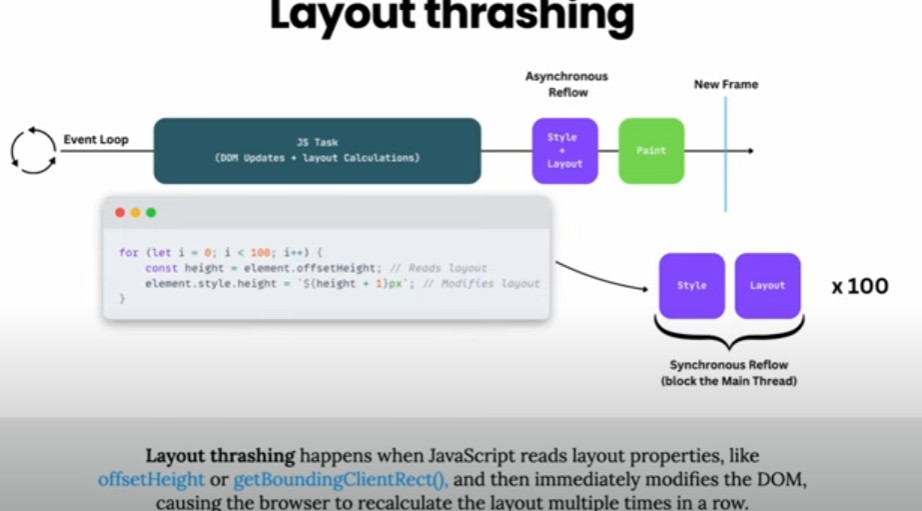 Layout thrashing
Asynchronous
Reflow
New Frame
Event Loop
JS Task
(DOM Updates + layout Calculations)
Style
+
Layout
Paint
for (let i = 0; i < 100; i++) {
const height = element.offsetHeight; // Reads layout
element.style.height = `${height + 1}px`; // Modifies layout
}
Style
Layout
x 100
Synchronous Reflow
(block the Main Thread)
Layout thrashing happens when JavaScript reads layout properties, like
offsetHeight or getBoundingClientRect(), and then immediately modifies the DOM,
causing the browser to recalculate the layout multiple times in a row.